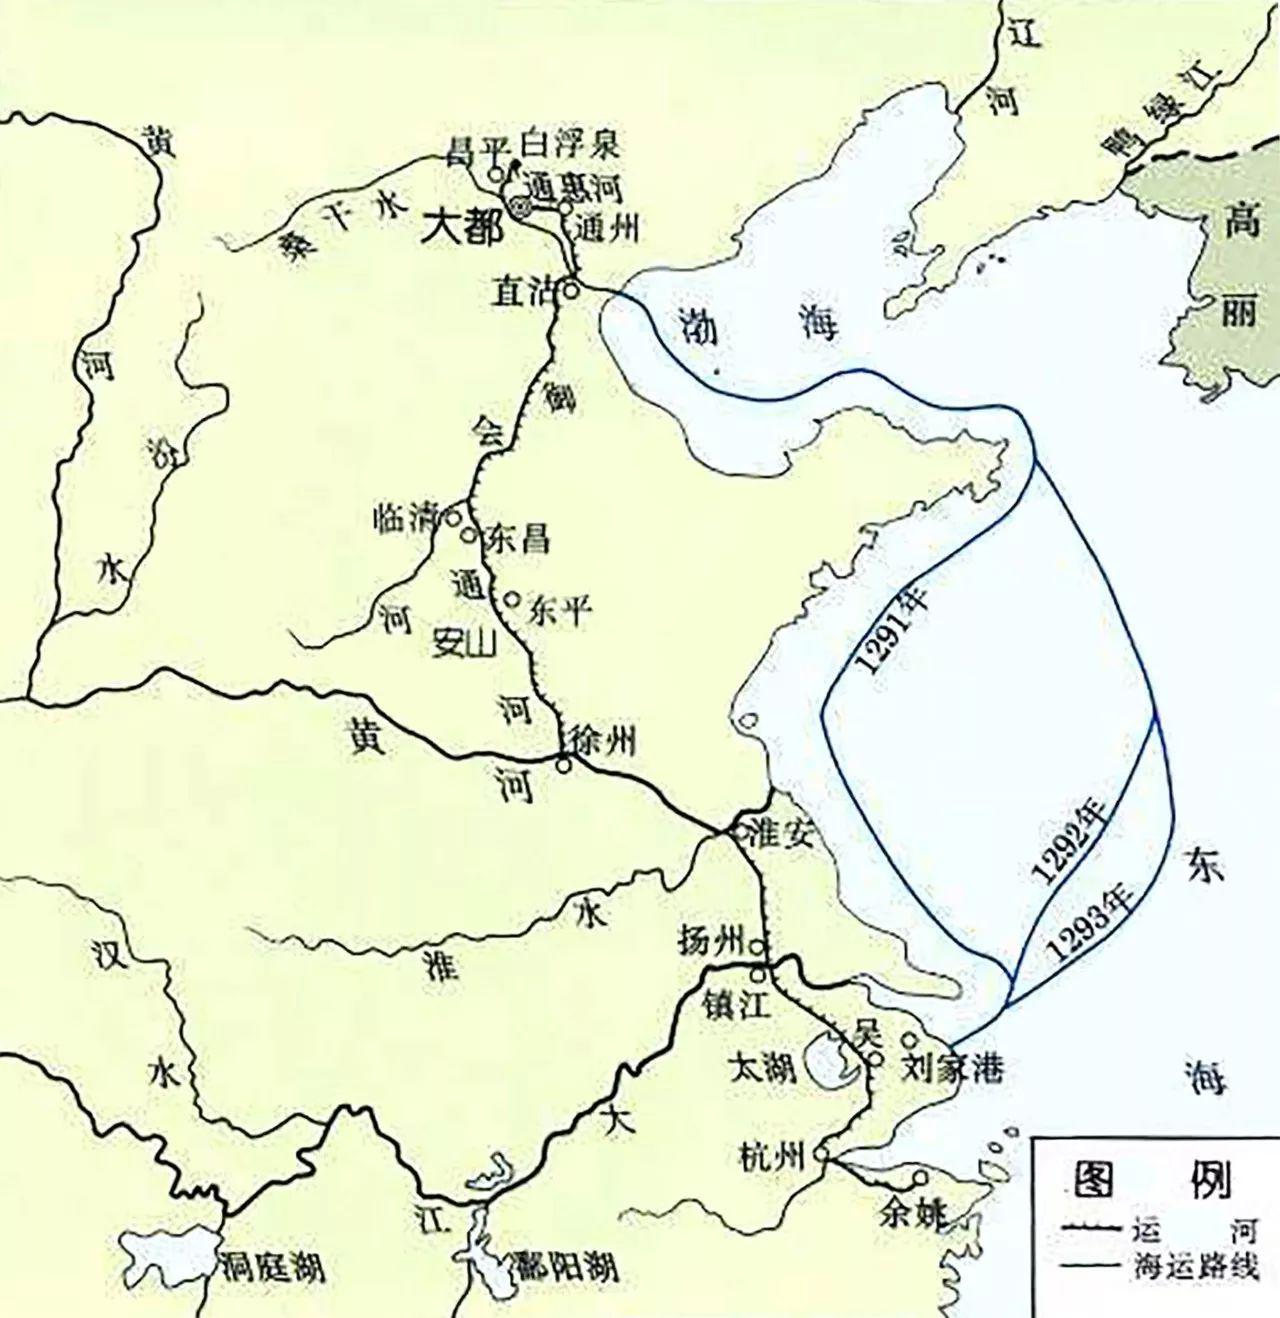 辽河
鸭绿江
高丽
黄河
昌平
白浮泉
通惠河
桑干水
大都
通州
直沽
渤海
御河
会通河
汾水
临清
东昌
东平
安山
1291年
黄河
徐州
淮安
1292年
1293年
东海
淮水
扬州
镇江
汉水
吴
太湖
刘家港
大江
杭州
余姚
洞庭湖
鄱阳湖
图例
运河
海运路线